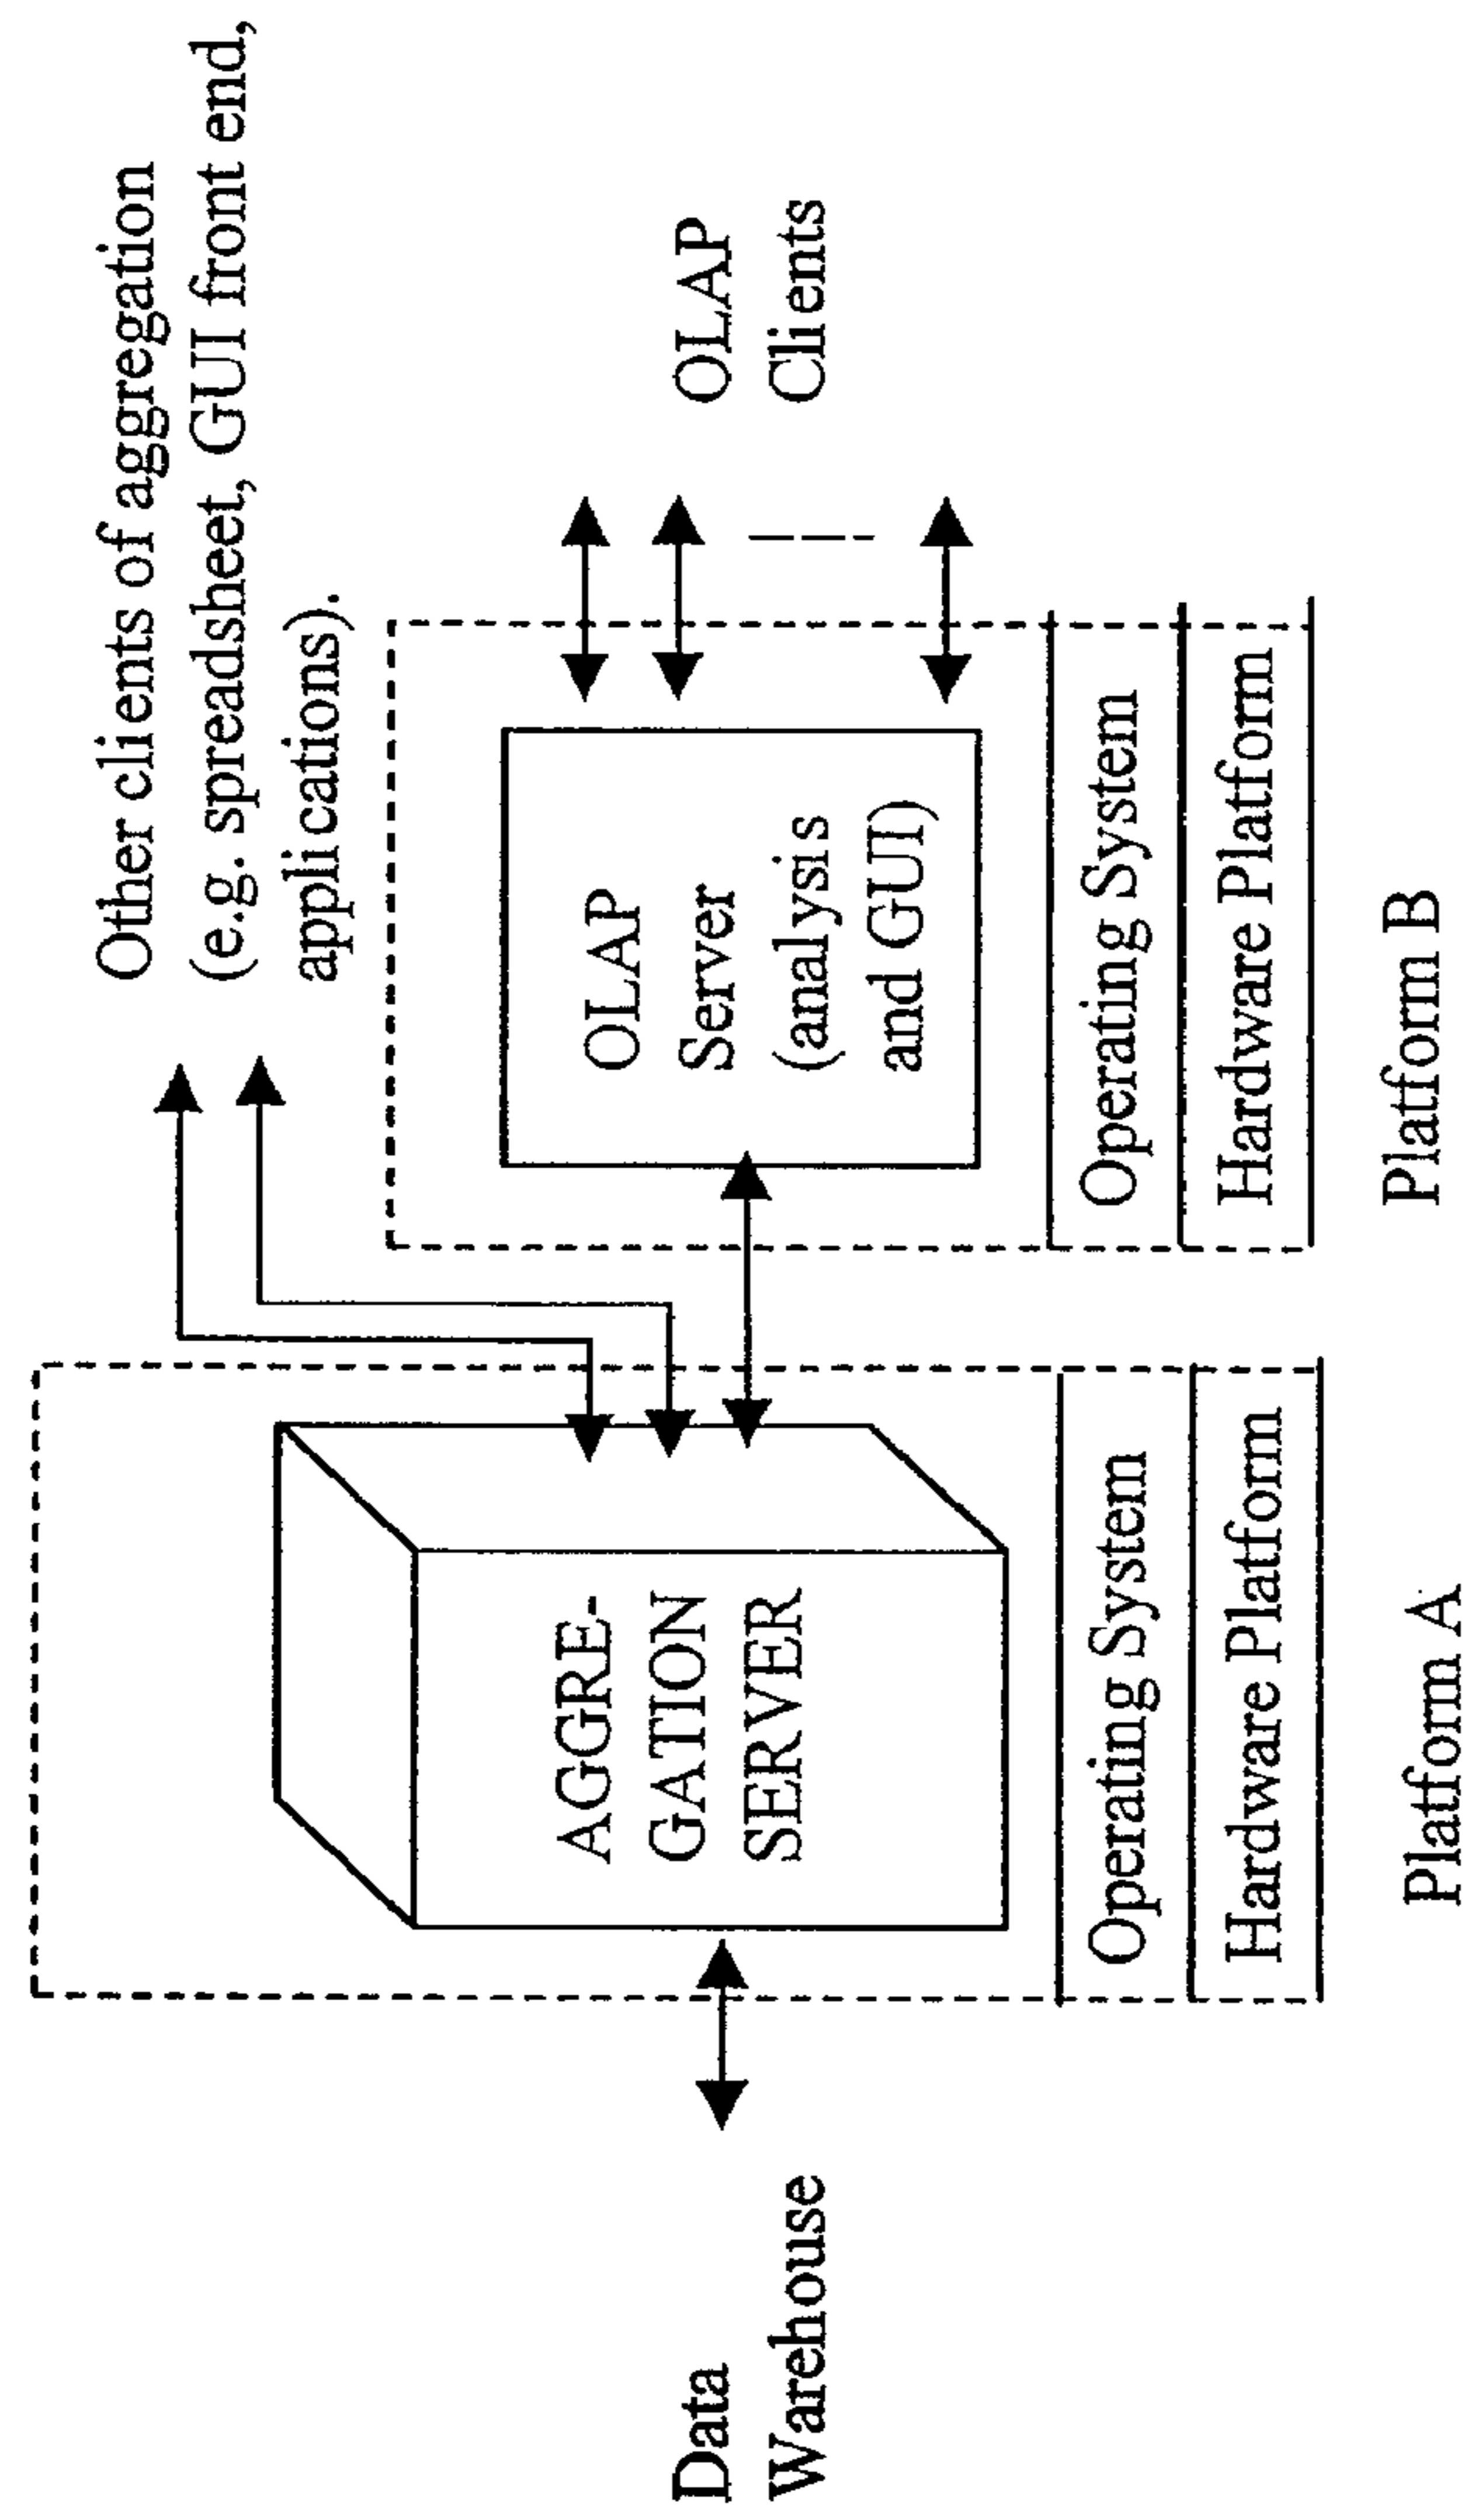 Other clients of aggregation
(e.g. spreadsheet, GUI front end,
applications).
Data
Warehouse
AGGRE-
GATION
SERVER
Operating System
Hardware Platform
Platform A
OLAP
Server
(analysis
and GUI)
Operating System
Hardware Platform
Platform B
OLAP
Clients